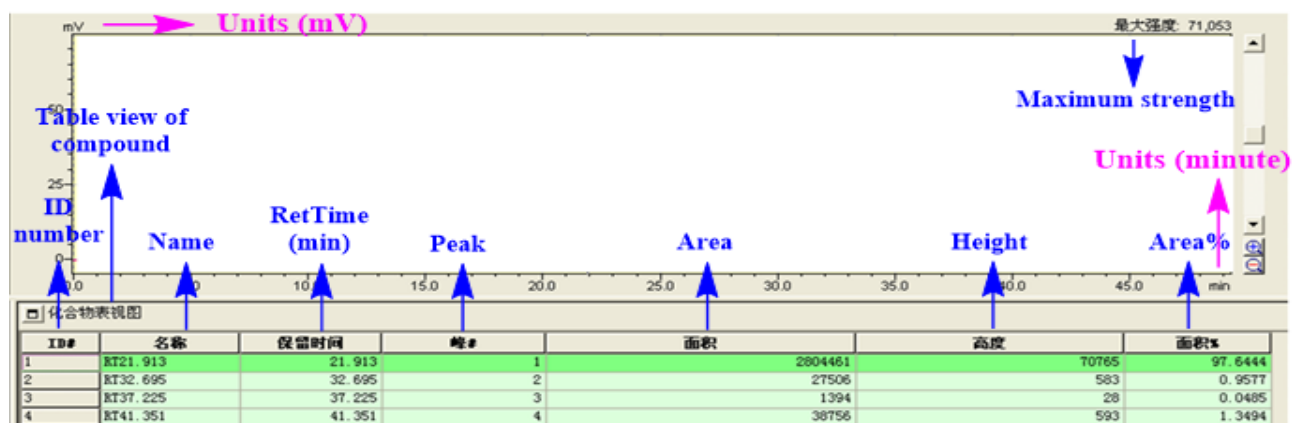 mV Units (mV) 最大强度: 71,053
Maximum strength
50
Table view of
compound
Units (minute)
25
ID
number
Name
RetTime
(min)
Peak
Area
Height
Area%
0
0.0 5.0 10.0 15.0 20.0 25.0 30.0 35.0 40.0 45.0 min
化合物表视图
ID# 名称 保留时间 峰# 面积 高度 面积%
1 RT21.913 21.913 1 2804461 70765 97.6444
2 RT32.695 32.695 2 27506 583 0.9577
3 RT37.225 37.225 3 1394 28 0.0485
4 RT41.351 41.351 4 38756 593 1.3494